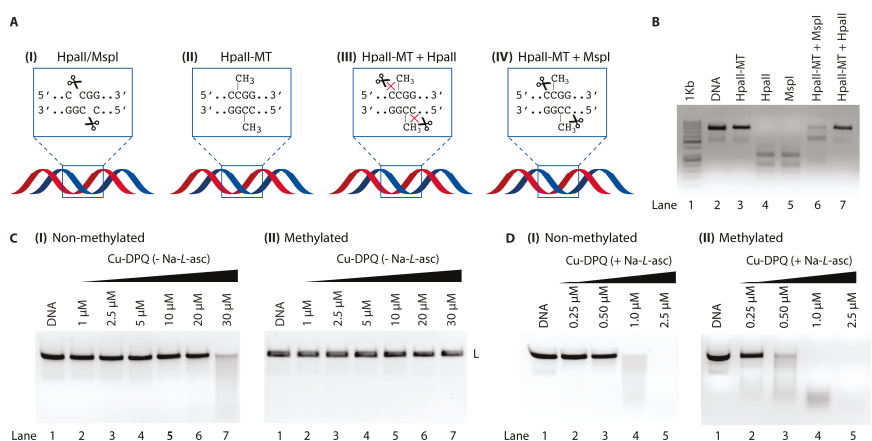 A
(I) HpaII/MspI
5’..C CGG..3’
3’..GGC C..5’
(II) HpaII-MT
CH3
5’..CCGG..3’
3’..GGCC..5’
CH3
(III) HpaII-MT + HpaII
CH3
5’..CCGG..3’
3’..GGCC..5’
CH3
(IV) HpaII-MT + MspI
CH3
5’..CCGG..3’
3’..GGCC..5’
CH3
B
1Kb
DNA
HpaII-MT
HpaII
MspI
HpaII-MT + MspI
HpaII-MT + HpaII
Lane 1 2 3 4 5 6 7
C (I) Non-methylated
Cu-DPQ (- Na-L-asc)
DNA
1 µM
2.5 µM
5 µM
10 µM
20 µM
30 µM
Lane 1 2 3 4 5 6 7
(II) Methylated
Cu-DPQ (- Na-L-asc)
DNA
1 µM
2.5 µM
5 µM
10 µM
20 µM
30 µM
L
1 2 3 4 5 6 7
D (I) Non-methylated
Cu-DPQ (+ Na-L-asc)
DNA
0.25 µM
0.50 µM
1.0 µM
2.5 µM
Lane 1 2 3 4 5
(II) Methylated
Cu-DPQ (+ Na-L-asc)
DNA
0.25 µM
0.50 µM
1.0 µM
2.5 µM
1 2 3 4 5